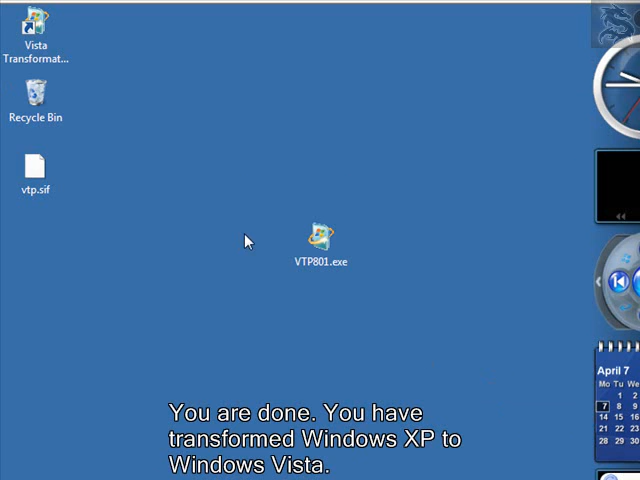 Vista
Transformat...
Recycle Bin
vtp.sif
VTP801.exe
April 7
Mo Tu We
1 2
7 8 9
14 15 16
21 22 23
28 29 30
You are done. You have
transformed Windows XP to
Windows Vista.